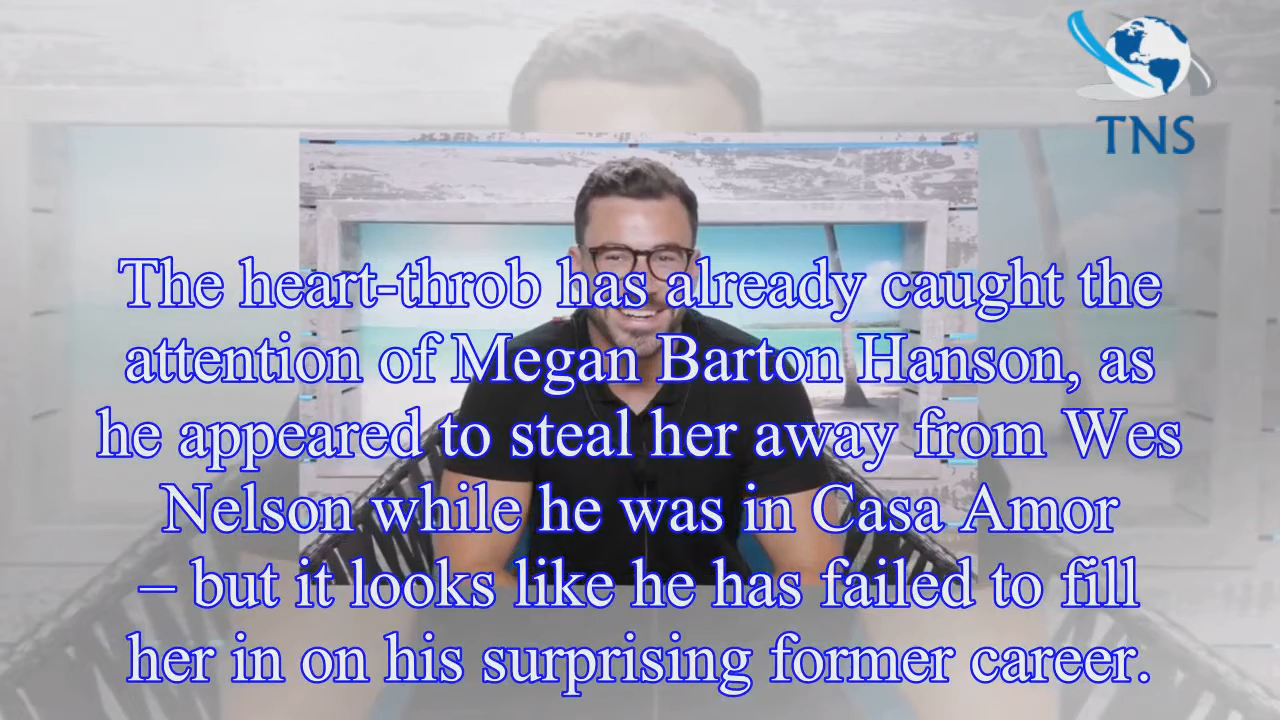 TNS
The heart-throb has already caught the
attention of Megan Barton Hanson, as
he appeared to steal her away from Wes
Nelson while he was in Casa Amor
– but it looks like he has failed to fill
her in on his surprising former career.